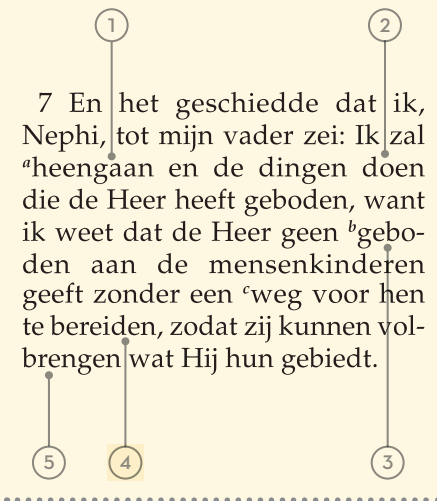 1 2
7 En het geschiedde dat ik,
Nephi, tot mijn vader zei: Ik zal
ᵃheengaan en de dingen doen
die de Heer heeft geboden, want
ik weet dat de Heer geen ᵇgebo-
den aan de mensenkinderen
geeft zonder een ᶜweg voor hen
te bereiden, zodat zij kunnen vol-
brengen wat Hij hun gebiedt.
5 4 3